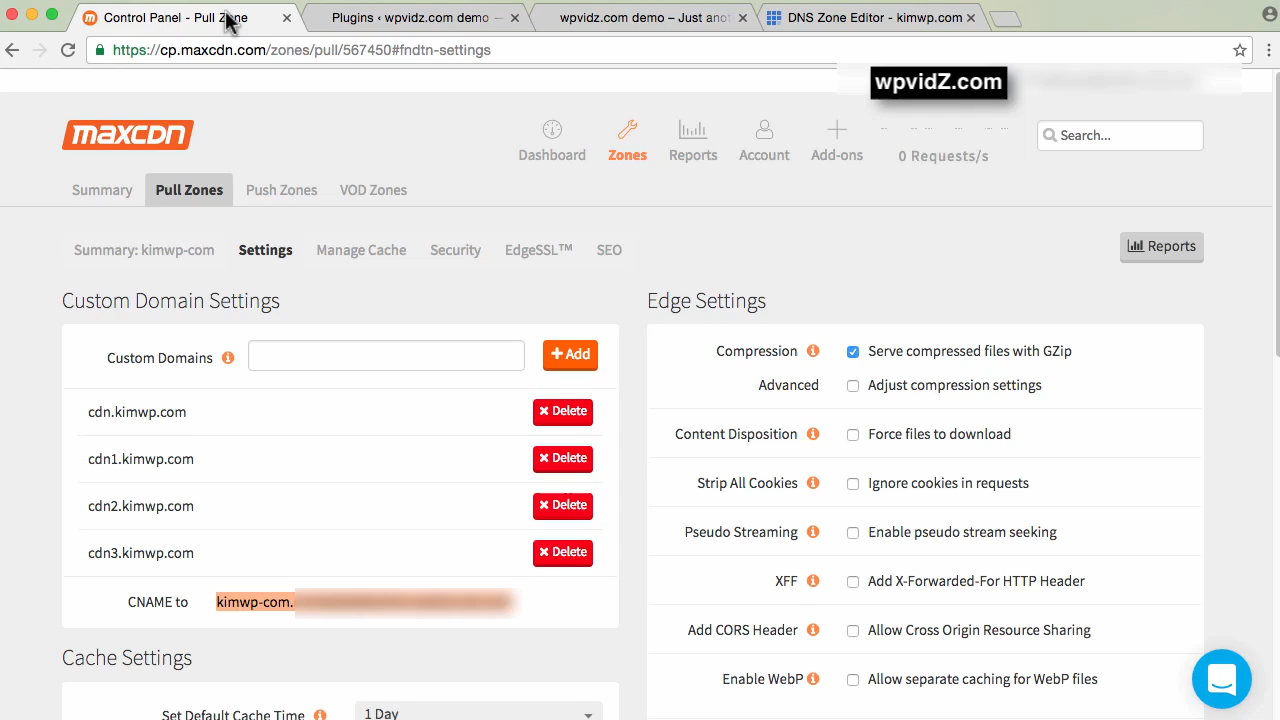 Control Panel - Pull Zone
Plugins ‹ wpvidz.com demo —
wpvidz.com demo – Just anot
DNS Zone Editor - kimwp.com
https://cp.maxcdn.com/zones/pull/567450#fndtn-settings
wpvidZ.com
maxcdn
Dashboard
Zones
Reports
Account
Add-ons
0 Requests/s
Search...
Summary
Pull Zones
Push Zones
VOD Zones
Summary: kimwp-com
Settings
Manage Cache
Security
EdgeSSL™
SEO
Reports
Custom Domain Settings
Custom Domains
Add
cdn.kimwp.com
Delete
cdn1.kimwp.com
Delete
cdn2.kimwp.com
Delete
cdn3.kimwp.com
Delete
CNAME to
kimwp-com.
Cache Settings
Set Default Cache Time
1 Day
Edge Settings
Compression
Serve compressed files with GZip
Advanced
Adjust compression settings
Content Disposition
Force files to download
Strip All Cookies
Ignore cookies in requests
Pseudo Streaming
Enable pseudo stream seeking
XFF
Add X-Forwarded-For HTTP Header
Add CORS Header
Allow Cross Origin Resource Sharing
Enable WebP
Allow separate caching for WebP files